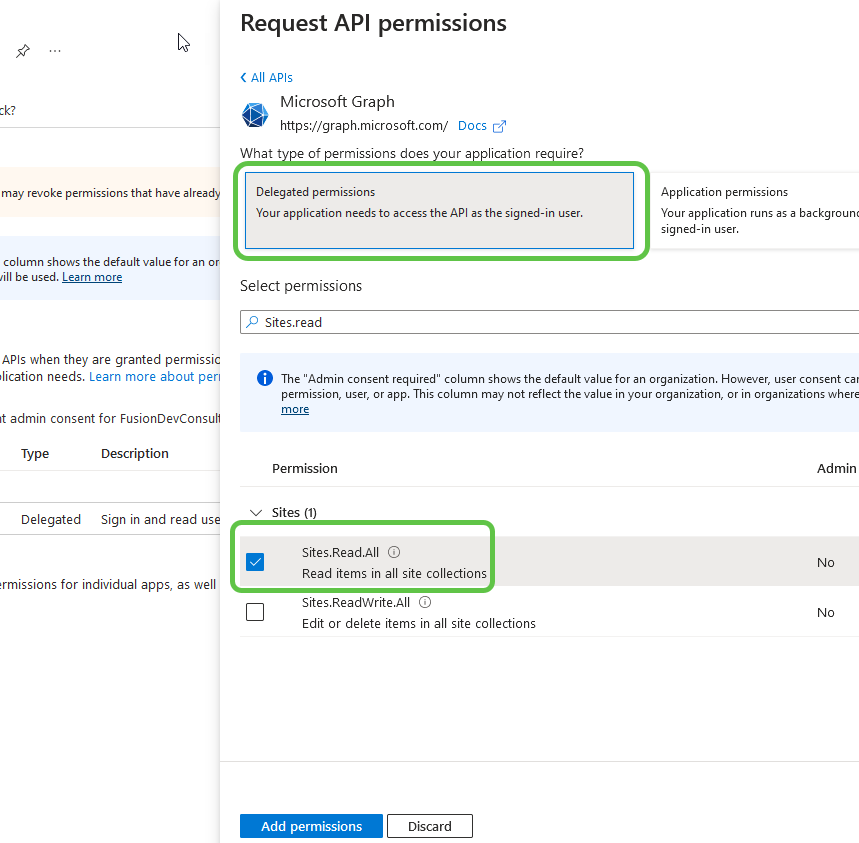 ...
ck?
may revoke permissions that have already
column shows the default value for an or
will be used. Learn more
APIs when they are granted permissio
plication needs. Learn more about per
nt admin consent for FusionDevConsult
Type Description
Delegated Sign in and read use
ermissions for individual apps, as well
Request API permissions
All APIs
Microsoft Graph
https://graph.microsoft.com/ Docs
What type of permissions does your application require?
Delegated permissions
Your application needs to access the API as the signed-in user.
Application permissions
Your application runs as a background
signed-in user.
Select permissions
Sites.read
The "Admin consent required" column shows the default value for an organization. However, user consent can
permission, user, or app. This column may not reflect the value in your organization, or in organizations where
more
Permission Admin
Sites (1)
Sites.Read.All
Read items in all site collections
No
Sites.ReadWrite.All
Edit or delete items in all site collections
No
Add permissions Discard